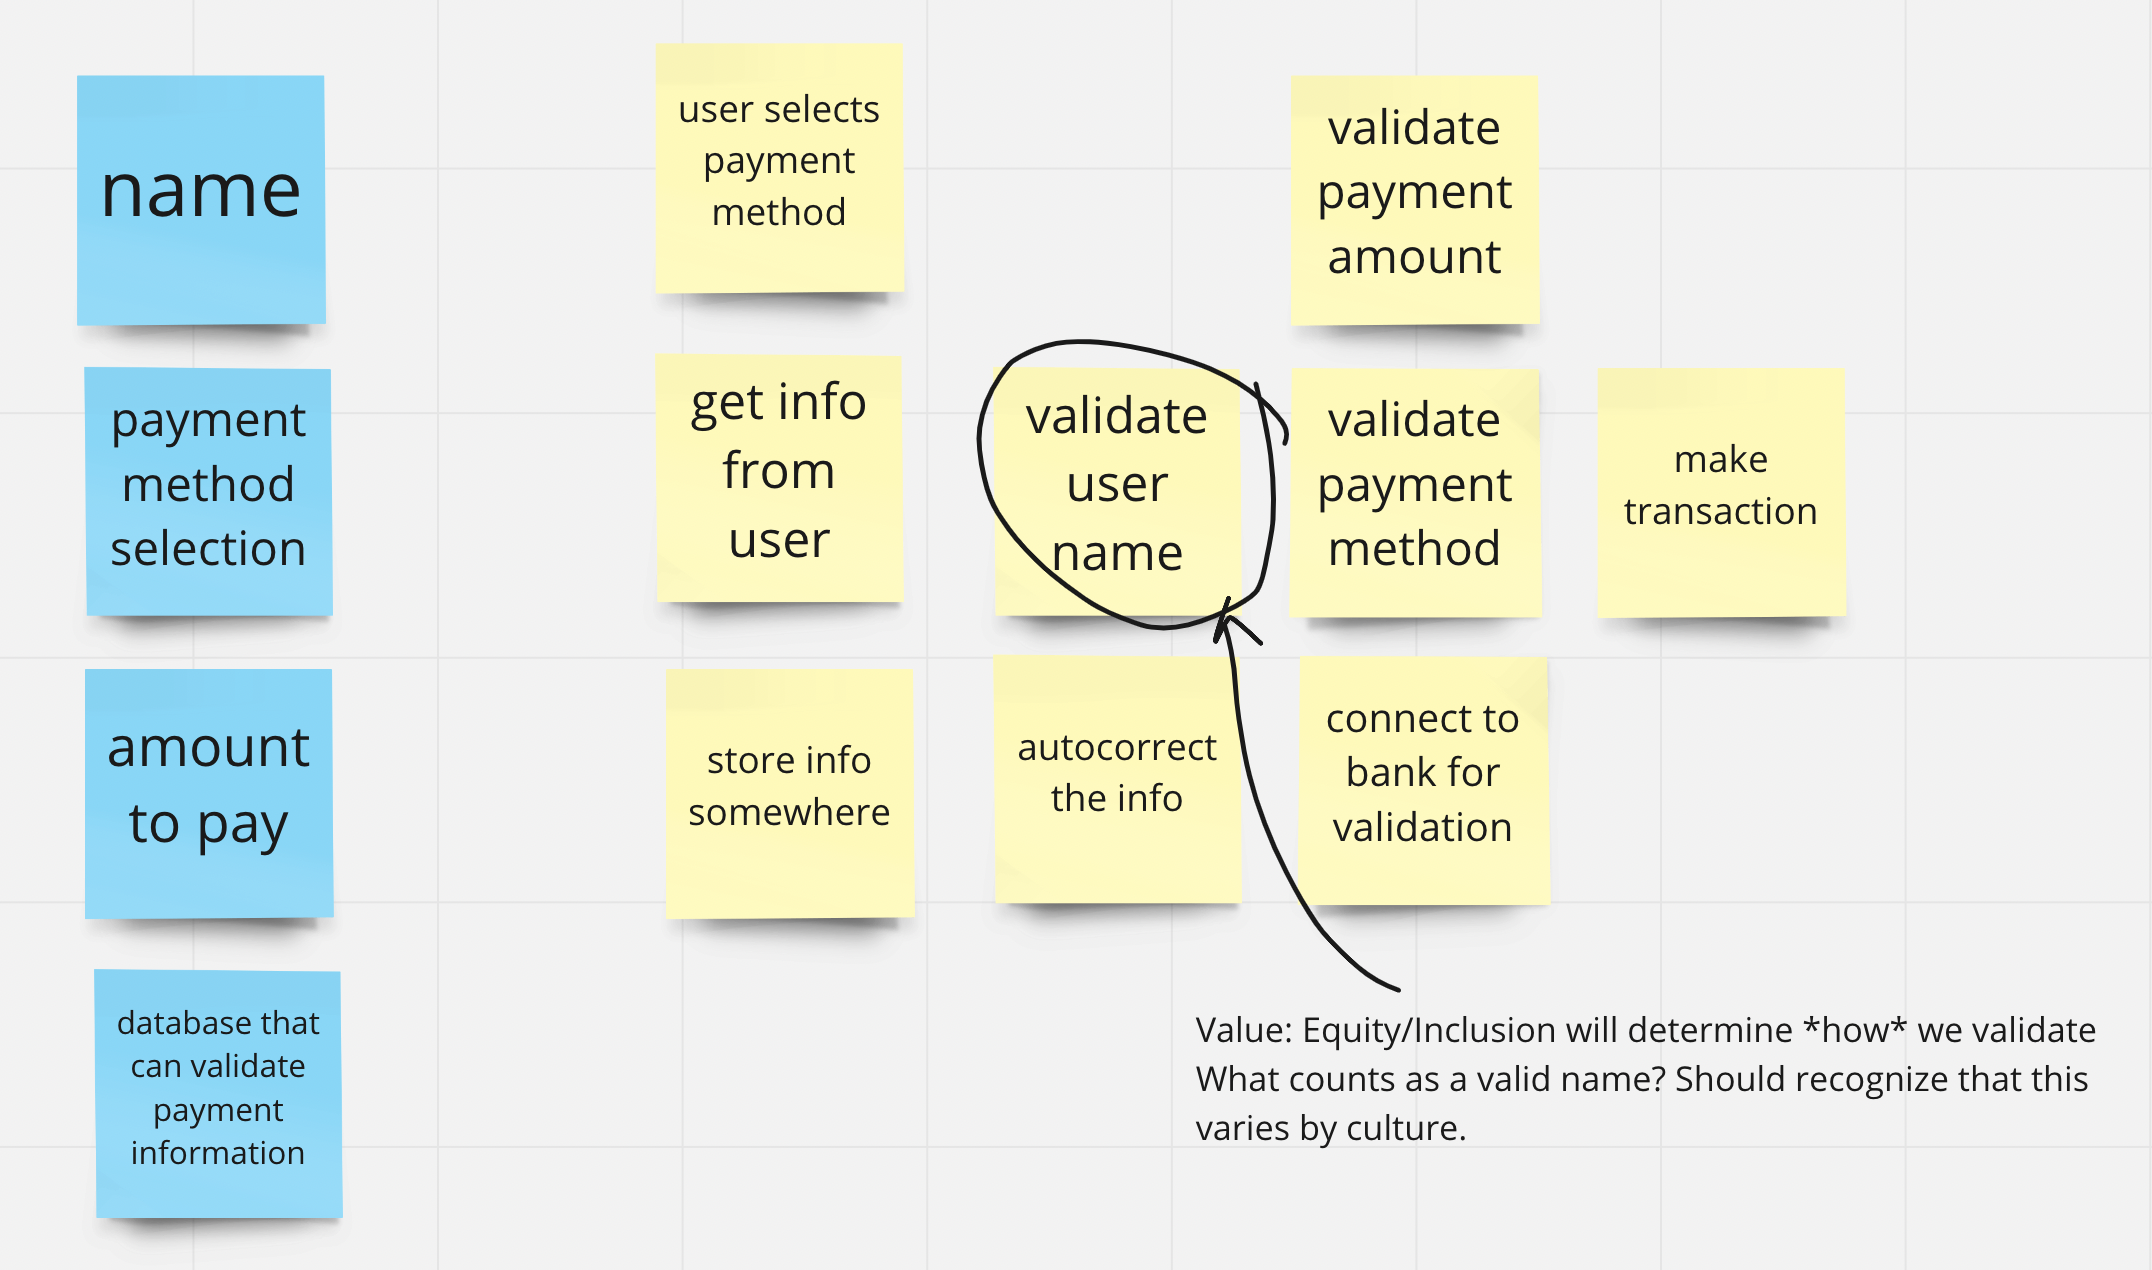 name
payment
method
selection
amount
to pay
database that
can validate
payment
information
user selects
payment
method
get info
from
user
store info
somewhere
validate
user
name
autocorrect
the info
validate
payment
amount
validate
payment
method
connect to
bank for
validation
make
transaction
Value: Equity/Inclusion will determine *how* we validate
What counts as a valid name? Should recognize that this
varies by culture.